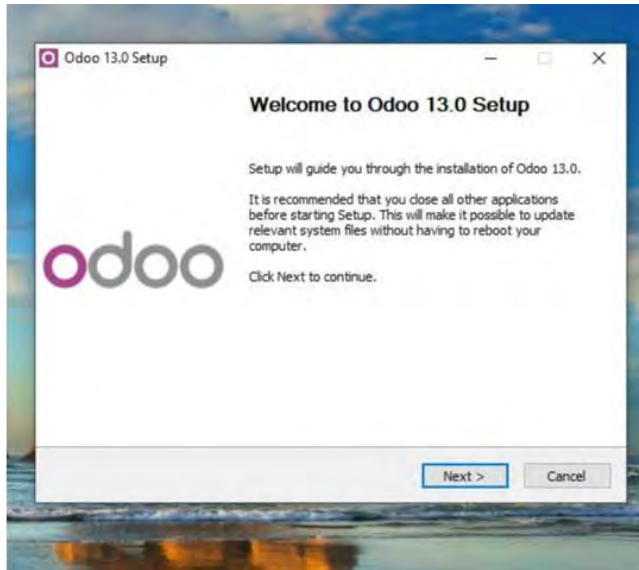 Odoo 13.0 Setup
Welcome to Odoo 13.0 Setup
Setup will guide you through the installation of Odoo 13.0.
It is recommended that you close all other applications
before starting Setup. This will make it possible to update
relevant system files without having to reboot your
computer.
odoo
Click Next to continue.
Next >
Cancel